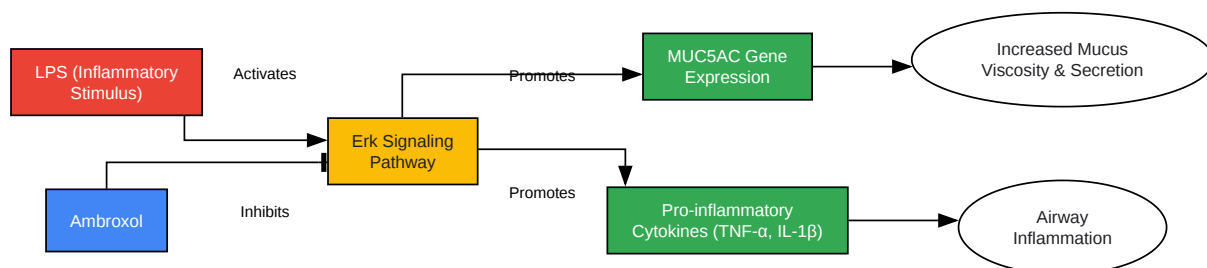 LPS (Inflammatory
Stimulus)
Activates
Erk Signaling
Pathway
Promotes
MUC5AC Gene
Expression
Increased Mucus
Viscosity & Secretion
Ambroxol
Inhibits
Promotes
Pro-inflammatory
Cytokines (TNF-α, IL-1β)
Airway
Inflammation